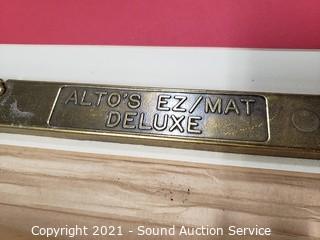 ALTO'S EZ/MAT
DELUXE
Copyright 2021 - Sound Auction Service